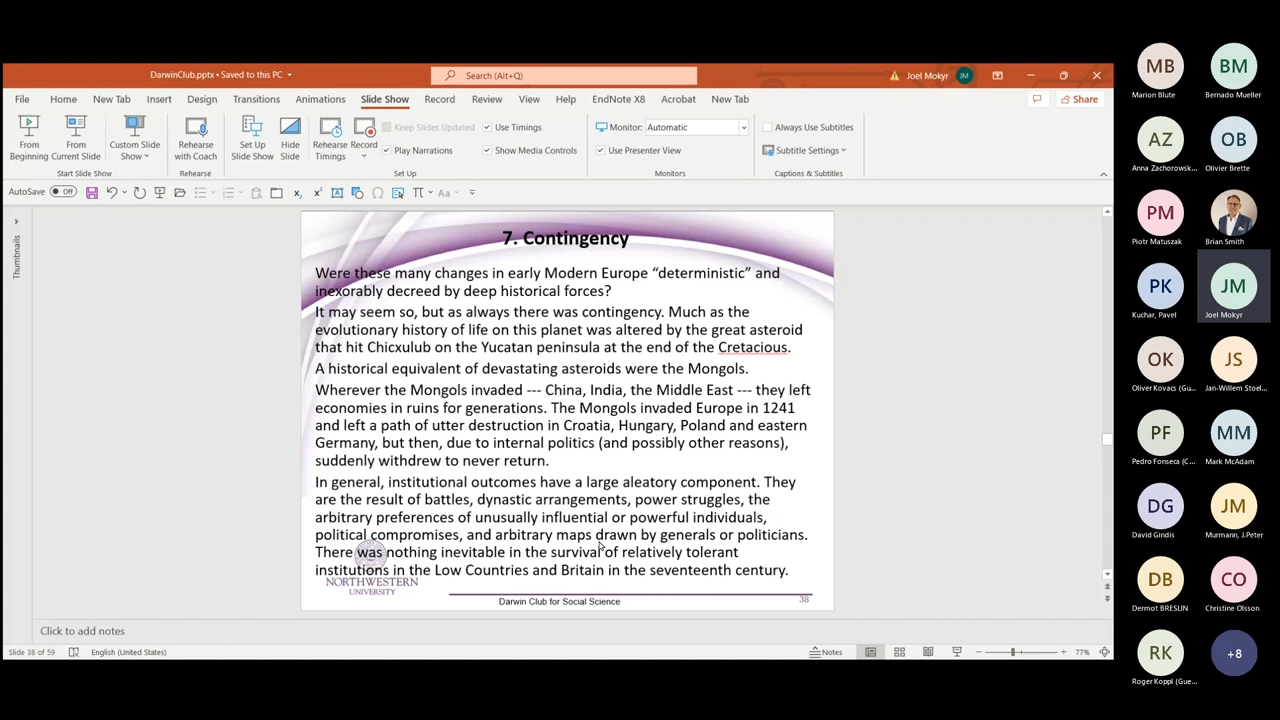 DarwinClub.pptx • Saved to this PC
Search (Alt+Q)
Joel Mokyr JM
File Home New Tab Insert Design Transitions Animations Slide Show Record Review View Help EndNote X8 Acrobat New Tab Share
From Beginning
From Current Slide
Custom Slide Show
Start Slide Show
Rehearse with Coach
Rehearse
Set Up Slide Show
Hide Slide
Rehearse Timings
Record
Keep Slides Updated
Play Narrations
Use Timings
Show Media Controls
Set Up
Monitor: Automatic
Use Presenter View
Monitors
Always Use Subtitles
Subtitle Settings
Captions & Subtitles
AutoSave Off
Thumbnails
7. Contingency
Were these many changes in early Modern Europe “deterministic” and
inexorably decreed by deep historical forces?
It may seem so, but as always there was contingency. Much as the
evolutionary history of life on this planet was altered by the great asteroid
that hit Chicxulub on the Yucatan peninsula at the end of the Cretacious.
A historical equivalent of devastating asteroids were the Mongols.
Wherever the Mongols invaded --- China, India, the Middle East --- they left
economies in ruins for generations. The Mongols invaded Europe in 1241
and left a path of utter destruction in Croatia, Hungary, Poland and eastern
Germany, but then, due to internal politics (and possibly other reasons),
suddenly withdrew to never return.
In general, institutional outcomes have a large aleatory component. They
are the result of battles, dynastic arrangements, power struggles, the
arbitrary preferences of unusually influential or powerful individuals,
political compromises, and arbitrary maps drawn by generals or politicians.
There was nothing inevitable in the survival of relatively tolerant
institutions in the Low Countries and Britain in the seventeenth century.
NORTHWESTERN
UNIVERSITY
Darwin Club for Social Science
38
Click to add notes
Slide 38 of 59
English (United States)
Notes
77%
MB
Marion Blute
BM
Bernado Mueller
AZ
Anna Zachorowsk...
OB
Olivier Brette
PM
Piotr Matuszak
Brian Smith
PK
Kuchar, Pavel
JM
Joel Mokyr
OK
Oliver Kovacs (Gu...
JS
Jan-Willem Stoel...
PF
Pedro Fonseca (C...
MM
Mark McAdam
DG
David Gindis
JM
Murmann, J.Peter
DB
Dermot BRESLIN
CO
Christine Olsson
RK
Roger Koppl (Gue...
+8